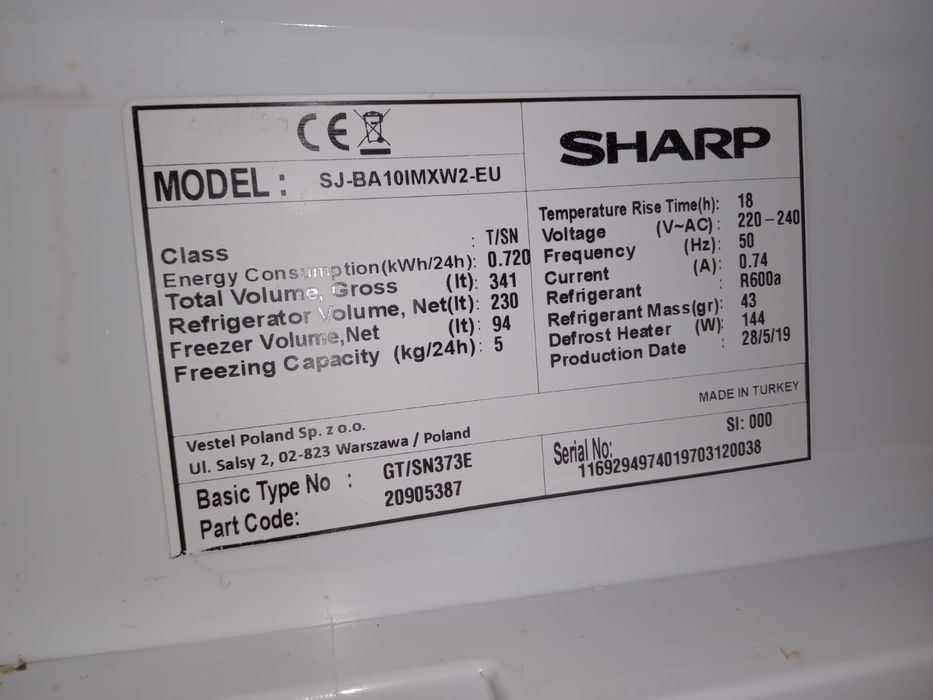 CE
SHARP
MODEL : SJ-BA10IMXW2-EU
Class : T/SN
Energy Consumption(kWh/24h): 0.720
Total Volume, Gross (lt): 341
Refrigerator Volume, Net(lt): 230
Freezer Volume,Net (lt): 94
Freezing Capacity (kg/24h): 5
Temperature Rise Time(h): 18
Voltage (V~AC): 220-240
Frequency (Hz): 50
Current (A): 0.74
Refrigerant : R600a
Refrigerant Mass(gr): 43
Defrost Heater (W): 144
Production Date : 28/5/19
MADE IN TURKEY
Vestel Poland Sp. z o.o.
Ul. Salsy 2, 02-823 Warszawa / Poland
SI: 000
Basic Type No : GT/SN373E
Part Code: 20905387
Serial No:
1169294974019703120038